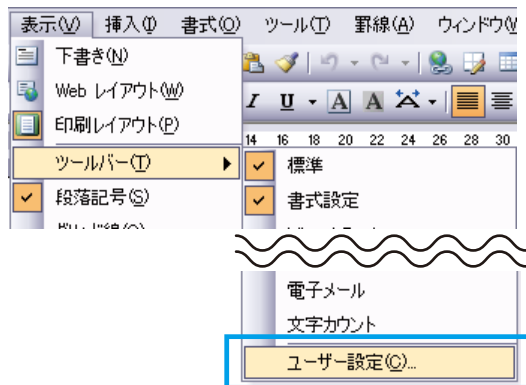 表示(V) 挿入(I) 書式(O) ツール(T) 罫線(A) ウィンドウ(W
下書き(N)
Web レイアウト(W)
I U A A
印刷レイアウト(P)
14 16 18 20 22 24 26 28 30
ツールバー(T)
標準
段落記号(S)
書式設定
電子メール
文字カウント
ユーザー設定(C)...